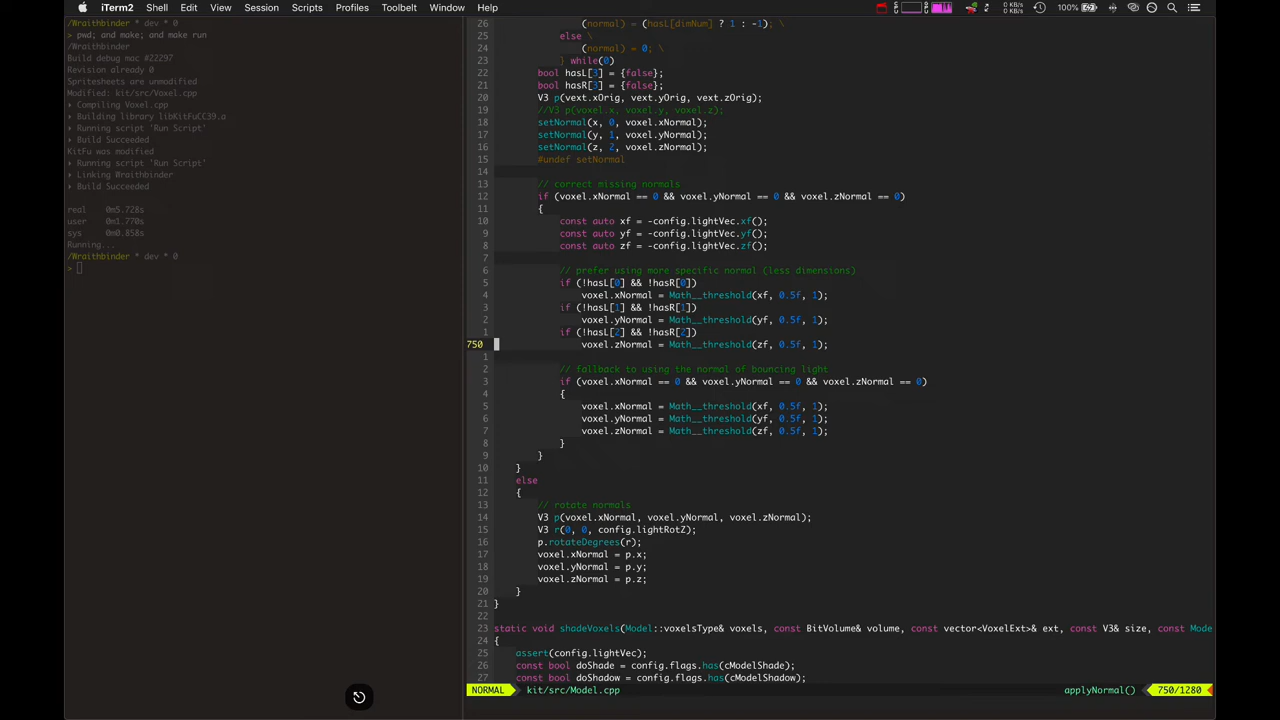 iTerm2 Shell Edit View Session Scripts Profiles Toolbelt Window Help 0 KB/s 0 KB/s 100%
/Wraithbinder * dev * 0
> pwd; and make; and make run
/Wraithbinder
Build debug mac #22297
Revision already 0
Spritesheets are unmodified
Modified: kit/src/Voxel.cpp
▸ Compiling Voxel.cpp
▸ Building library libKitFuCC39.a
▸ Running script 'Run Script'
▸ Build Succeeded
KitFu was modified
▸ Running script 'Run Script'
▸ Linking Wraithbinder
▸ Build Succeeded
real 0m5.728s
user 0m1.770s
sys 0m0.858s
Running...
/Wraithbinder * dev * 0
>
26 (normal) = (hasL[dimNum] ? 1 : -1); \
25 else \
24 (normal) = 0; \
23 } while(0)
22 bool hasL[3] = {false};
21 bool hasR[3] = {false};
20 V3 p(vext.xOrig, vext.yOrig, vext.zOrig);
19 //V3 p(voxel.x, voxel.y, voxel.z);
18 setNormal(x, 0, voxel.xNormal);
17 setNormal(y, 1, voxel.yNormal);
16 setNormal(z, 2, voxel.zNormal);
15 #undef setNormal
14
13 // correct missing normals
12 if (voxel.xNormal == 0 && voxel.yNormal == 0 && voxel.zNormal == 0)
11 {
10 const auto xf = -config.lightVec.xf();
9 const auto yf = -config.lightVec.yf();
8 const auto zf = -config.lightVec.zf();
7
6 // prefer using more specific normal (less dimensions)
5 if (!hasL[0] && !hasR[0])
4 voxel.xNormal = Math__threshold(xf, 0.5f, 1);
3 if (!hasL[1] && !hasR[1])
2 voxel.yNormal = Math__threshold(yf, 0.5f, 1);
1 if (!hasL[2] && !hasR[2])
750 voxel.zNormal = Math__threshold(zf, 0.5f, 1);
1
2 // fallback to using the normal of bouncing light
3 if (voxel.xNormal == 0 && voxel.yNormal == 0 && voxel.zNormal == 0)
4 {
5 voxel.xNormal = Math__threshold(xf, 0.5f, 1);
6 voxel.yNormal = Math__threshold(yf, 0.5f, 1);
7 voxel.zNormal = Math__threshold(zf, 0.5f, 1);
8 }
9 }
10 }
11 else
12 {
13 // rotate normals
14 V3 p(voxel.xNormal, voxel.yNormal, voxel.zNormal);
15 V3 r(0, 0, config.lightRotZ);
16 p.rotateDegrees(r);
17 voxel.xNormal = p.x;
18 voxel.yNormal = p.y;
19 voxel.zNormal = p.z;
20 }
21 }
22
23 static void shadeVoxels(Model::voxelsType& voxels, const BitVolume& volume, const vector<VoxelExt>& ext, const V3& size, const Mode
24 {
25 assert(config.lightVec);
26 const bool doShade = config.flags.has(cModelShade);
27 const bool doShadow = config.flags.has(cModelShadow);
NORMAL kit/src/Model.cpp applyNormal() 750/1280